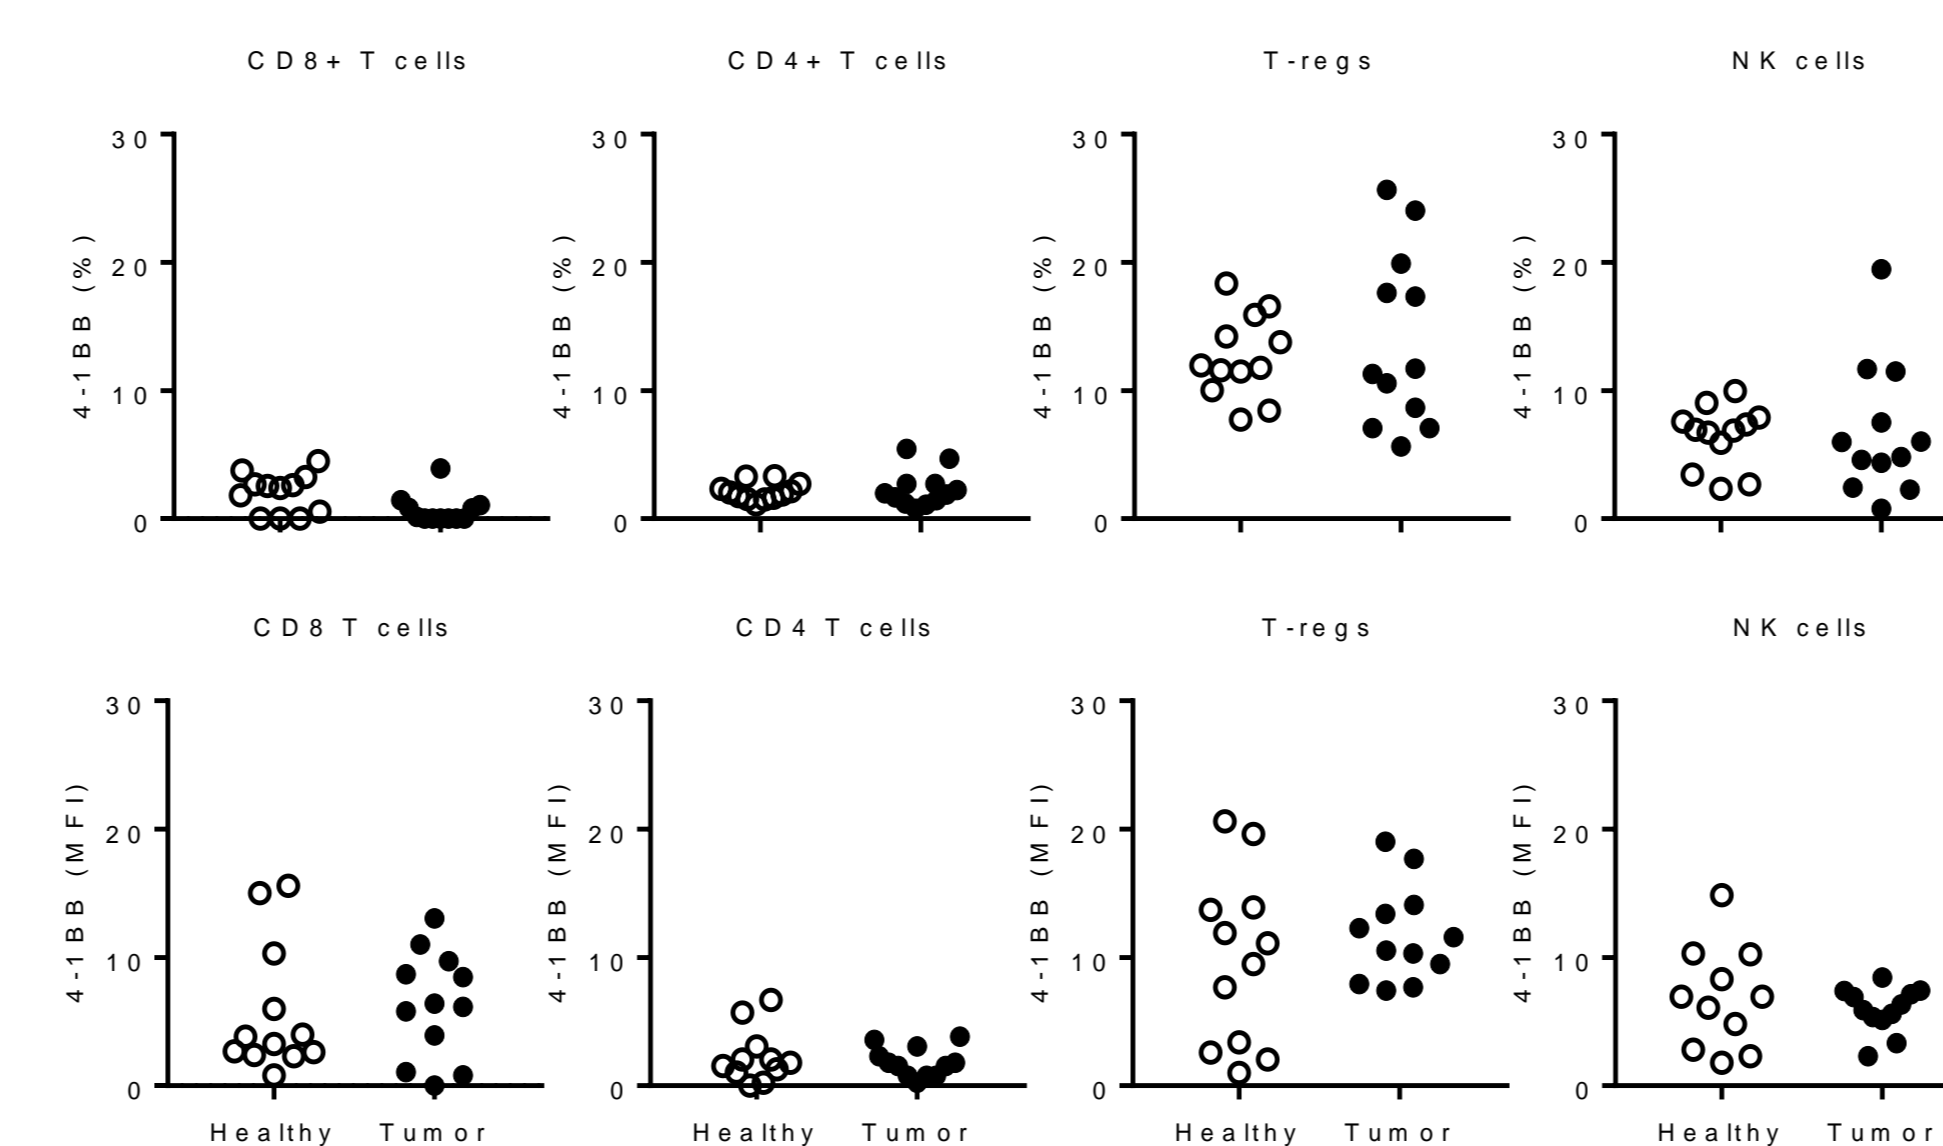 CD8+ T cells
CD4+ T cells
T-regs
NK cells
4-1BB (%)
30
20
10
0
4-1BB (%)
30
20
10
0
4-1BB (%)
30
20
10
0
4-1BB (%)
30
20
10
0
CD8 T cells
CD4 T cells
T-regs
NK cells
4-1BB (MFI)
30
20
10
0
Healthy Tumor
4-1BB (MFI)
30
20
10
0
Healthy Tumor
4-1BB (MFI)
30
20
10
0
Healthy Tumor
4-1BB (MFI)
30
20
10
0
Healthy Tumor